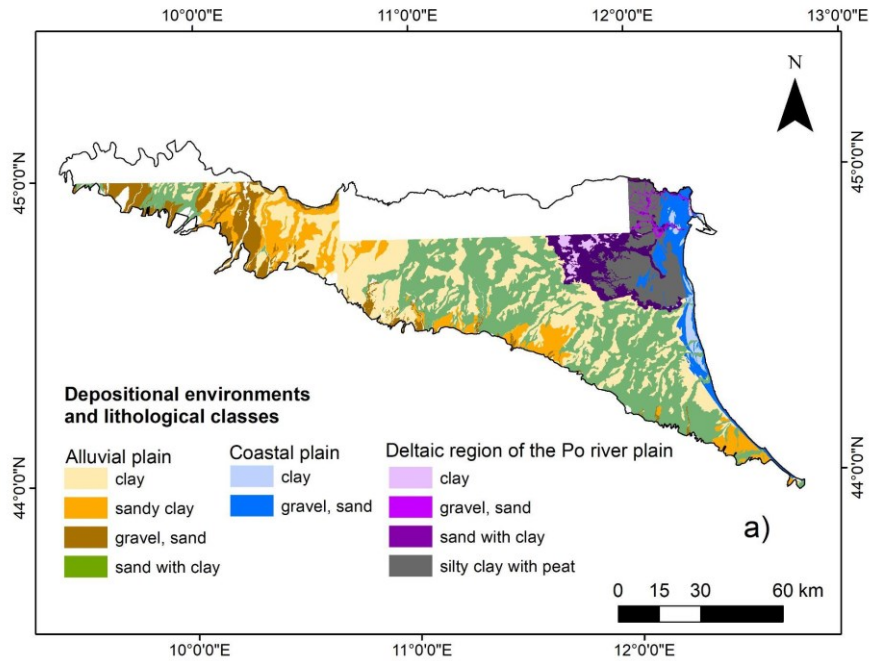 10°0'0"E 11°0'0"E 12°0'0"E 13°0'0"E
N
45°0'0"N 45°0'0"N
44°0'0"N 44°0'0"N
Depositional environments
and lithological classes
Alluvial plain
clay
sandy clay
gravel, sand
sand with clay
Coastal plain
clay
gravel, sand
Deltaic region of the Po river plain
clay
gravel, sand
sand with clay
silty clay with peat
a)
0 15 30 60 km
10°0'0"E 11°0'0"E 12°0'0"E